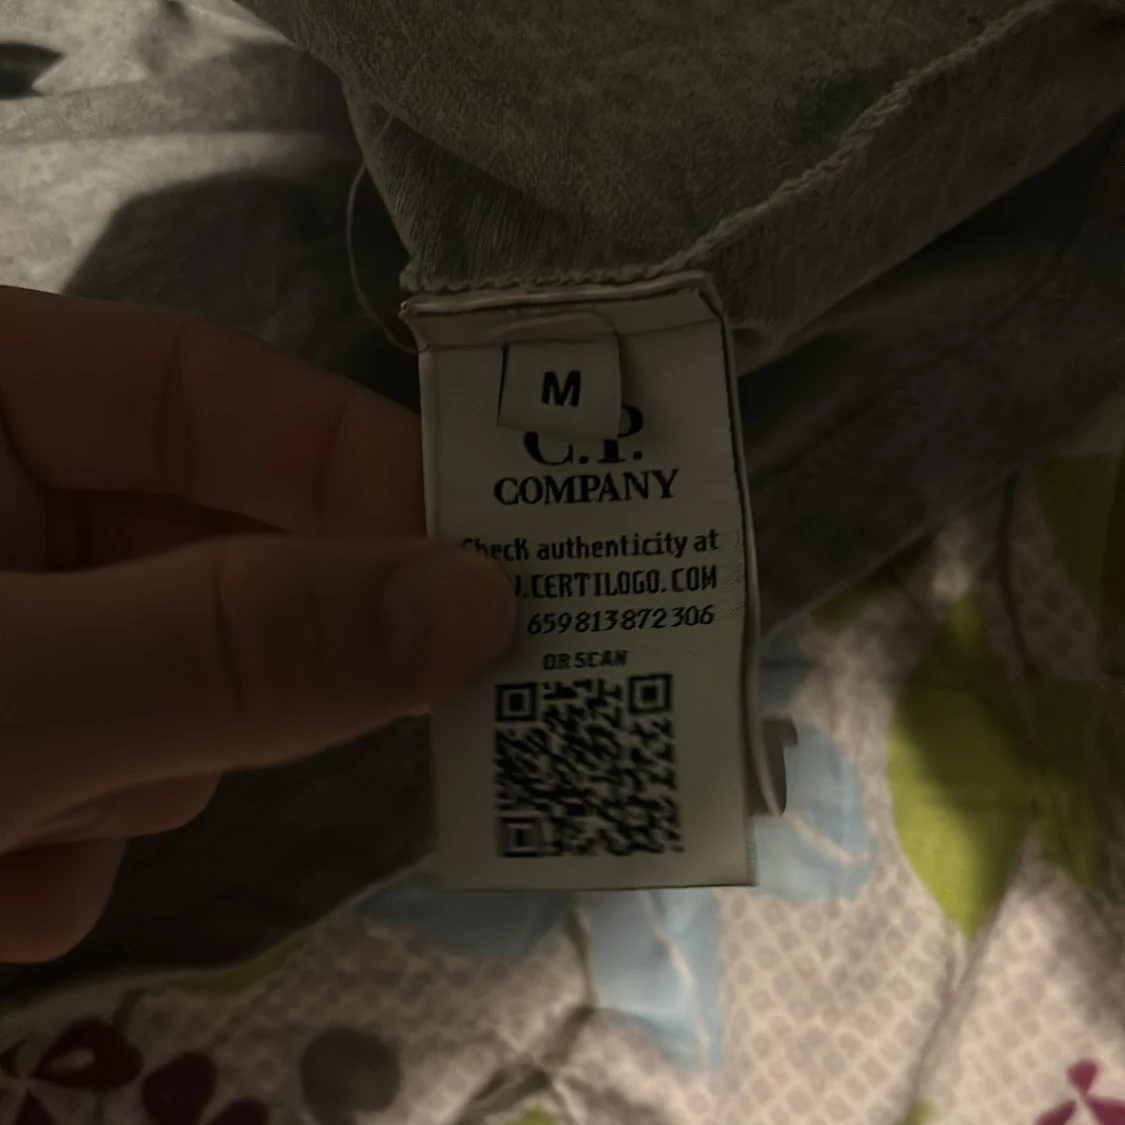 M
C.P.
COMPANY
Check authenticity at
.CERTILOGO.COM
659813872306
OR SCAN